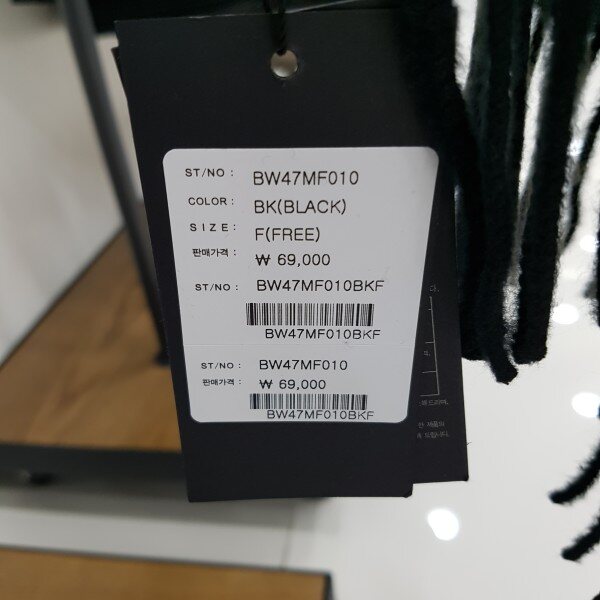 ST/NO : BW47MF010
COLOR : BK(BLACK)
SIZE : F(FREE)
판매가격 : ₩ 69,000
ST/NO : BW47MF010BKF
BW47MF010BKF
ST/NO : BW47MF010
판매가격 : ₩ 69,000
BW47MF010BKF